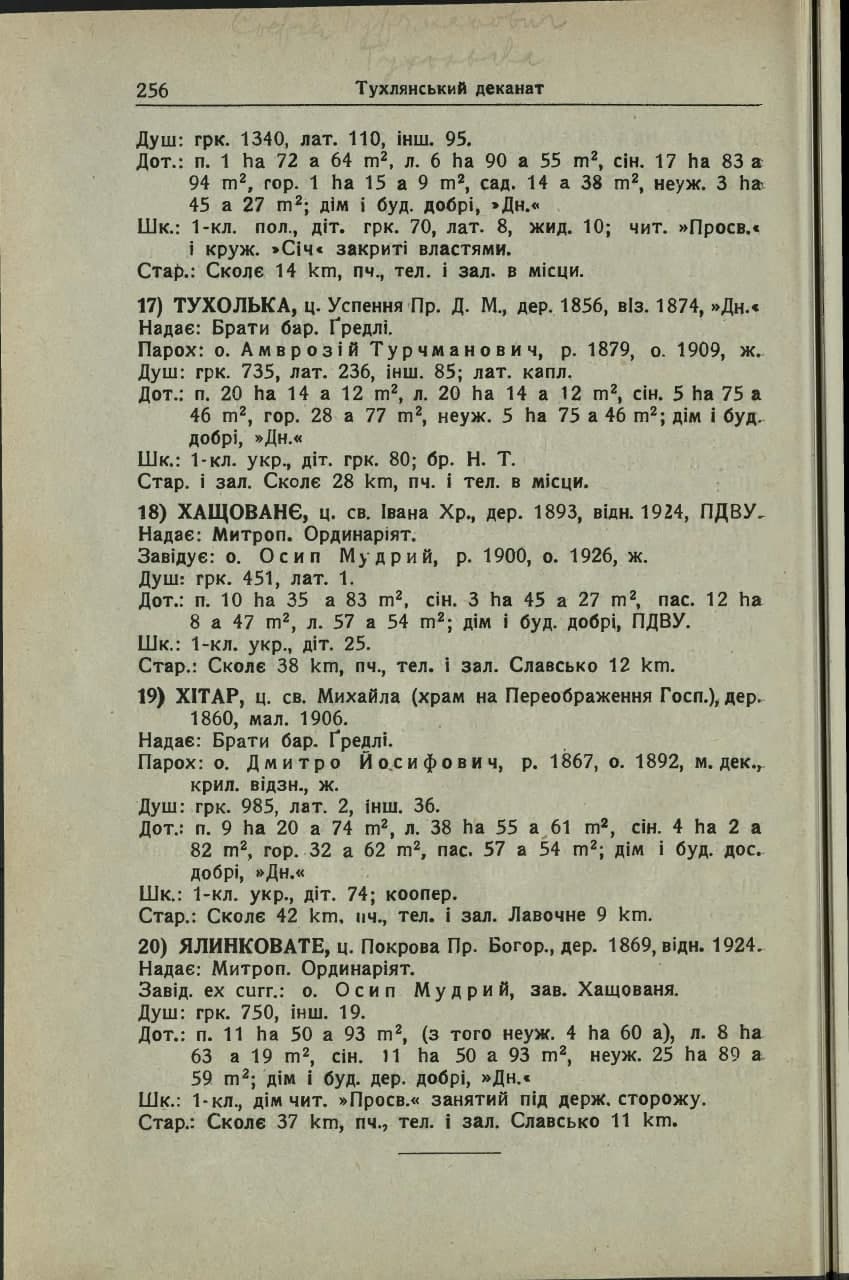 256 Тухлянський деканат
Душ: грк. 1340, лат. 110, інш. 95.
Дот.: п. 1 ha 72 a 64 m², л. 6 ha 90 a 55 m², сін. 17 ha 83 a
94 m², гор. 1 ha 15 a 9 m², сад. 14 a 38 m², неуж. 3 ha
45 a 27 m²; дім і буд. добрі, »Дн.«
Шк.: 1-кл. пол., діт. грк. 70, лат. 8, жид. 10; чит. »Просв.«
і круж. »Січ« закриті властями.
Стар.: Сколє 14 km, пч., тел. і зал. в місци.
17) ТУХОЛЬКА, ц. Успення Пр. Д. М., дер. 1856, віз. 1874, »Дн.«
Надає: Брати бар. Ґредлі.
Парох: о. Амврозій Турчманович, р. 1879, о. 1909, ж.
Душ: грк. 735, лат. 236, інш. 85; лат. капл.
Дот.: п. 20 ha 14 a 12 m², л. 20 ha 14 a 12 m², сін. 5 ha 75 a
46 m², гор. 28 a 77 m², неуж. 5 ha 75 a 46 m²; дім і буд.
добрі, »Дн.«
Шк.: 1-кл. укр., діт. грк. 80; бр. Н. Т.
Стар. і зал. Сколє 28 km, пч. і тел. в місци.
18) ХАЩОВАНЄ, ц. св. Івана Хр., дер. 1893, відн. 1924, ПДВУ.
Надає: Митроп. Ординаріят.
Завідує: о. Осип Мудрий, р. 1900, о. 1926, ж.
Душ: грк. 451, лат. 1.
Дот.: п. 10 ha 35 a 83 m², сін. 3 ha 45 a 27 m², пас. 12 ha
8 a 47 m², л. 57 a 54 m²; дім і буд. добрі, ПДВУ.
Шк.: 1-кл. укр., діт. 25.
Стар.: Сколє 38 km, пч., тел. і зал. Славсько 12 km.
19) ХІТАР, ц. св. Михайла (храм на Переображення Госп.), дер.
1860, мал. 1906.
Надає: Брати бар. Ґредлі.
Парох: о. Дмитро Йосифович, р. 1867, о. 1892, м. дек.,
крил. відзн., ж.
Душ: грк. 985, лат. 2, інш. 36.
Дот.: п. 9 ha 20 a 74 m², л. 38 ha 55 a 61 m², сін. 4 ha 2 a
82 m², гор. 32 a 62 m², пас. 57 a 54 m²; дім і буд. дос.
добрі, »Дн.«
Шк.: 1-кл. укр., діт. 74; коопер.
Стар.: Сколє 42 km, пч., тел. і зал. Лавочне 9 km.
20) ЯЛИНКОВАТЕ, ц. Покрова Пр. Богор., дер. 1869, відн. 1924.
Надає: Митроп. Ординаріят.
Завід. ex curr.: о. Осип Мудрий, зав. Хащованя.
Душ: грк. 750, інш. 19.
Дот.: п. 11 ha 50 a 93 m², (з того неуж. 4 ha 60 a), л. 8 ha
63 a 19 m², сін. 11 ha 50 a 93 m², неуж. 25 ha 89 a
59 m²; дім і буд. дер. добрі, »Дн.«
Шк.: 1-кл., дім чит. »Просв.« занятий під держ. сторожу.
Стар.: Сколє 37 km, пч., тел. і зал. Славсько 11 km.